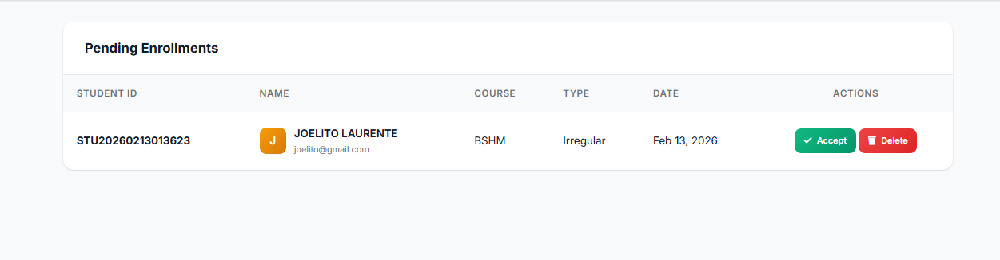 Pending Enrollments
STUDENT ID NAME COURSE TYPE DATE ACTIONS
STU20260213013623 J JOELITO LAURENTE BSHM Irregular Feb 13, 2026 Accept Delete
joelito@gmail.com